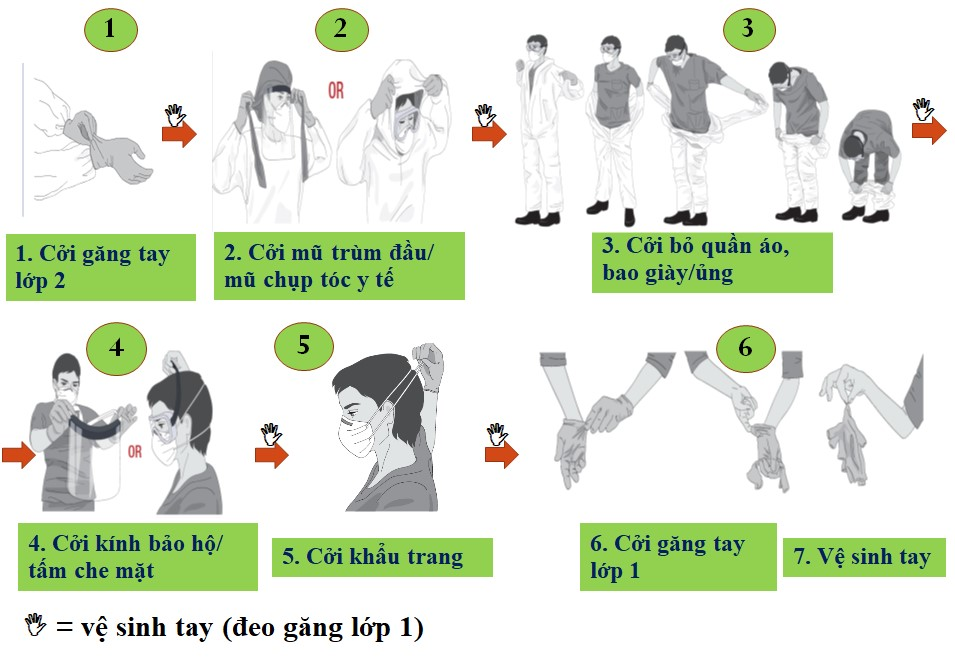 1
2
3
OR
1. Cởi găng tay
lớp 2
2. Cởi mũ trùm đầu/
mũ chụp tóc y tế
3. Cởi bỏ quần áo,
bao giày/ủng
4
5
6
OR
4. Cởi kính bảo hộ/
tấm che mặt
5. Cởi khẩu trang
6. Cởi găng tay
lớp 1
7. Vệ sinh tay
= vệ sinh tay (đeo găng lớp 1)